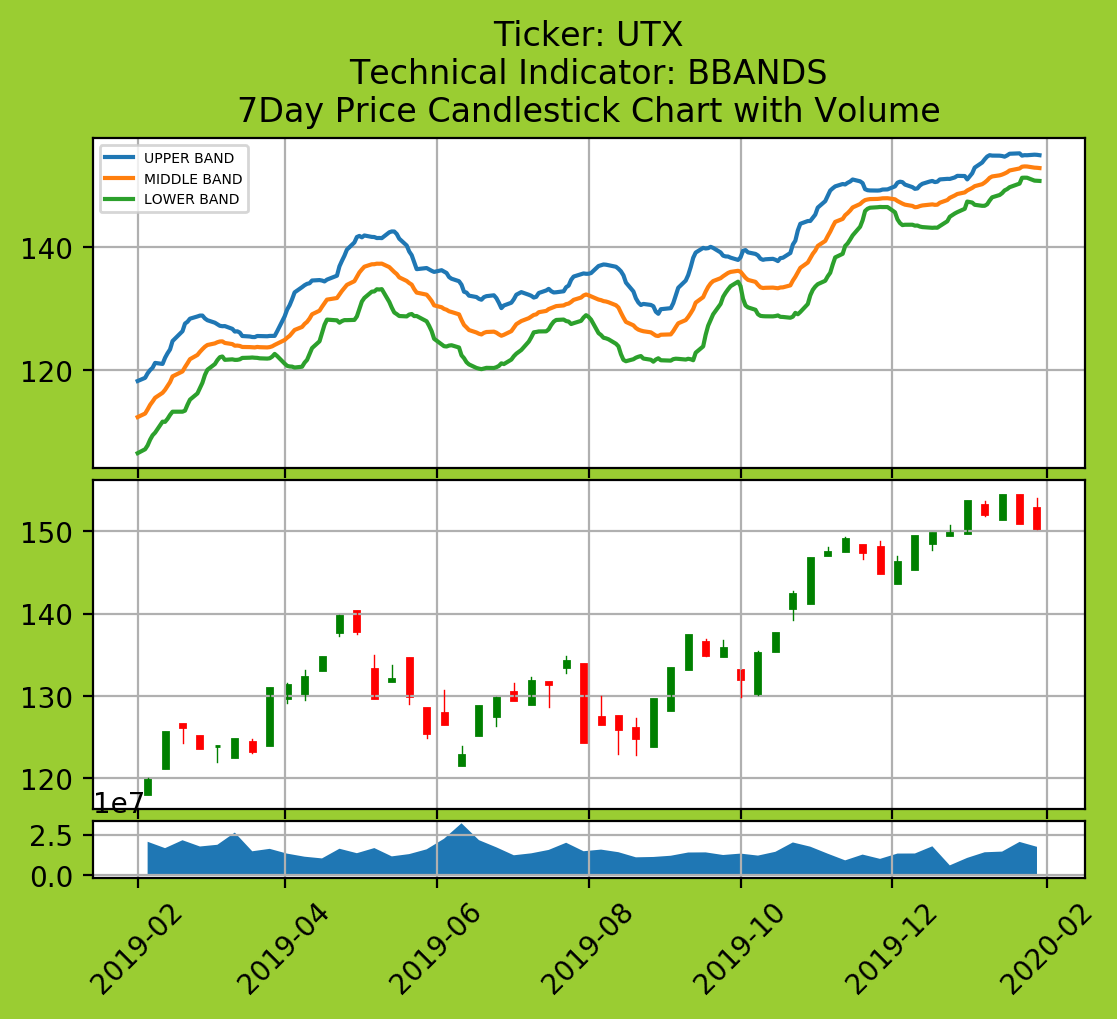 Ticker: UTX
Technical Indicator: BBANDS
7Day Price Candlestick Chart with Volume
UPPER BAND
MIDDLE BAND
LOWER BAND
140
120
150
140
130
120
1e7
2.5
0.0
2019-02
2019-04
2019-06
2019-08
2019-10
2019-12
2020-02